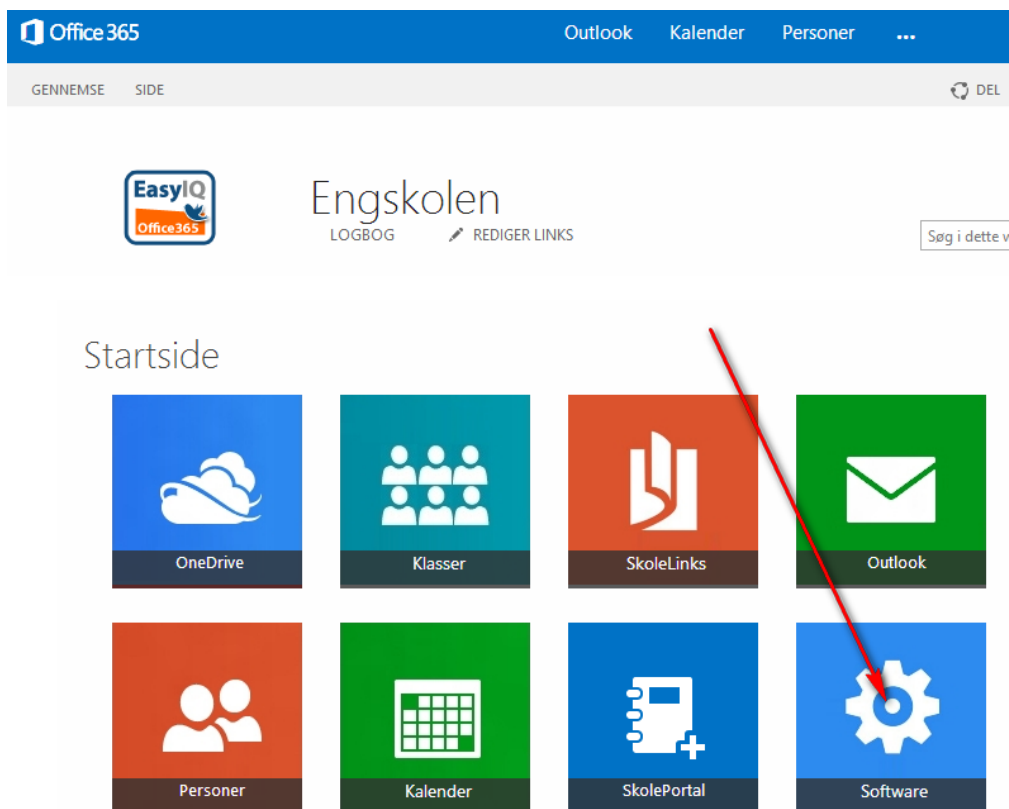 Office 365 Outlook Kalender Personer ...
GENNEMSE SIDE DEL
EasyIQ
Office365
Engskolen
LOGBOG REDIGER LINKS
Søg i dette v
Startside
OneDrive Klasser SkoleLinks Outlook
Personer Kalender SkolePortal Software